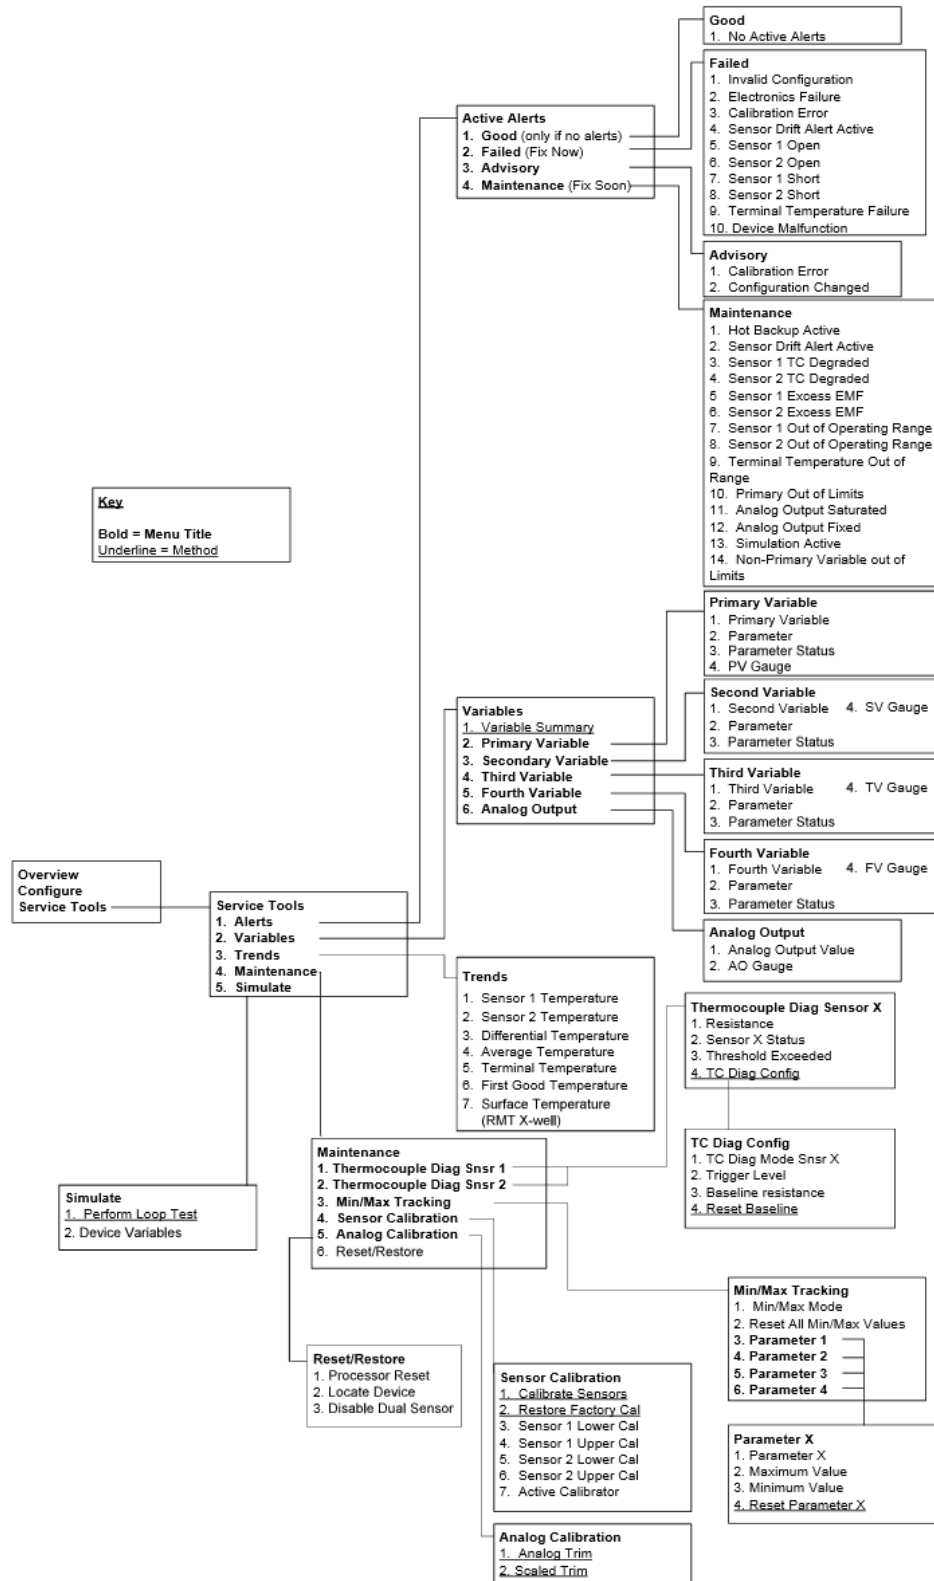 Good
1. No Active Alerts
Failed
1. Invalid Configuration
2. Electronics Failure
3. Calibration Error
4. Sensor Drift Alert Active
5. Sensor 1 Open
6. Sensor 2 Open
7. Sensor 1 Short
8. Sensor 2 Short
9. Terminal Temperature Failure
10. Device Malfunction
Active Alerts
1. Good (only if no alerts)
2. Failed (Fix Now)
3. Advisory
4. Maintenance (Fix Soon)
Advisory
1. Calibration Error
2. Configuration Changed
Maintenance
1. Hot Backup Active
2. Sensor Drift Alert Active
3. Sensor 1 TC Degraded
4. Sensor 2 TC Degraded
5 Sensor 1 Excess EMF
6. Sensor 2 Excess EMF
7. Sensor 1 Out of Operating Range
8. Sensor 2 Out of Operating Range
9. Terminal Temperature Out of
Range
10. Primary Out of Limits
11. Analog Output Saturated
12. Analog Output Fixed
13. Simulation Active
14. Non-Primary Variable out of
Limits
Key
Bold = Menu Title
Underline = Method
Primary Variable
1. Primary Variable
2. Parameter
3. Parameter Status
4. PV Gauge
Variables
1. Variable Summary
2. Primary Variable
3. Secondary Variable
4. Third Variable
5. Fourth Variable
6. Analog Output
Second Variable
1. Second Variable 4. SV Gauge
2. Parameter
3. Parameter Status
Third Variable
1. Third Variable 4. TV Gauge
2. Parameter
3. Parameter Status
Fourth Variable
1. Fourth Variable 4. FV Gauge
2. Parameter
3. Parameter Status
Analog Output
1. Analog Output Value
2. AO Gauge
Overview
Configure
Service Tools
Service Tools
1. Alerts
2. Variables
3. Trends
4. Maintenance
5. Simulate
Trends
1. Sensor 1 Temperature
2. Sensor 2 Temperature
3. Differential Temperature
4. Average Temperature
5. Terminal Temperature
6. First Good Temperature
7. Surface Temperature
(RMT X-well)
Thermocouple Diag Sensor X
1. Resistance
2. Sensor X Status
3. Threshold Exceeded
4. TC Diag Config
TC Diag Config
1. TC Diag Mode Snsr X
2. Trigger Level
3. Baseline resistance
4. Reset Baseline
Maintenance
1. Thermocouple Diag Snsr 1
2. Thermocouple Diag Snsr 2
3. Min/Max Tracking
4. Sensor Calibration
5. Analog Calibration
6. Reset/Restore
Simulate
1. Perform Loop Test
2. Device Variables
Min/Max Tracking
1. Min/Max Mode
2. Reset All Min/Max Values
3. Parameter 1
4. Parameter 2
5. Parameter 3
6. Parameter 4
Reset/Restore
1. Processor Reset
2. Locate Device
3. Disable Dual Sensor
Sensor Calibration
1. Calibrate Sensors
2. Restore Factory Cal
3. Sensor 1 Lower Cal
4. Sensor 1 Upper Cal
5. Sensor 2 Lower Cal
6. Sensor 2 Upper Cal
7. Active Calibrator
Parameter X
1. Parameter X
2. Maximum Value
3. Minimum Value
4. Reset Parameter X
Analog Calibration
1. Analog Trim
2. Scaled Trim